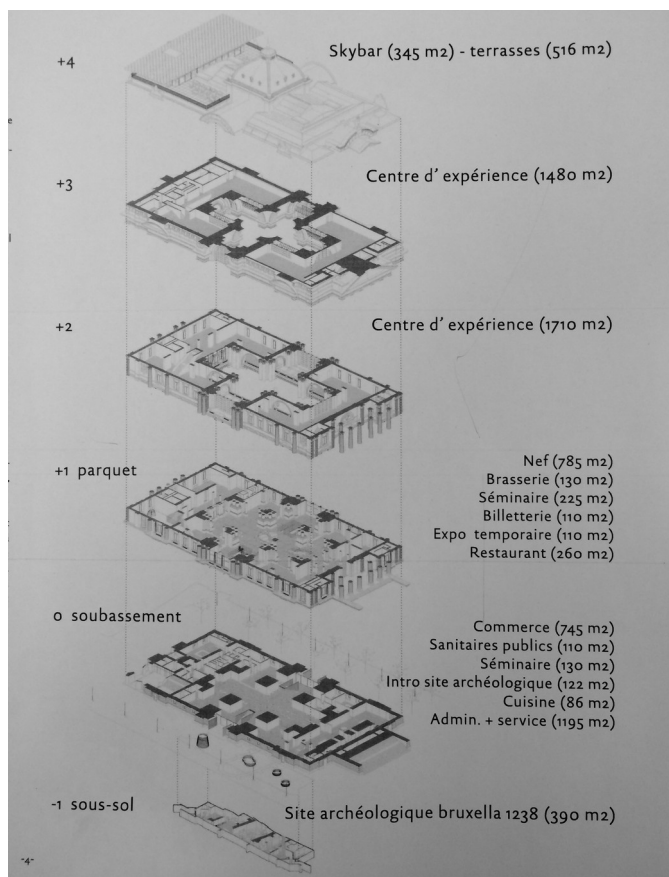 +4
Skybar (345 m2) - terrasses (516 m2)
+3
Centre d' expérience (1480 m2)
+2
Centre d' expérience (1710 m2)
+1 parquet
Nef (785 m2)
Brasserie (130 m2)
Séminaire (225 m2)
Billetterie (110 m2)
Expo temporaire (110 m2)
Restaurant (260 m2)
0 soubassement
Commerce (745 m2)
Sanitaires publics (110 m2)
Séminaire (130 m2)
Intro site archéologique (122 m2)
Cuisine (86 m2)
Admin. + service (1195 m2)
-1 sous-sol
Site archéologique bruxella 1238 (390 m2)
-4-